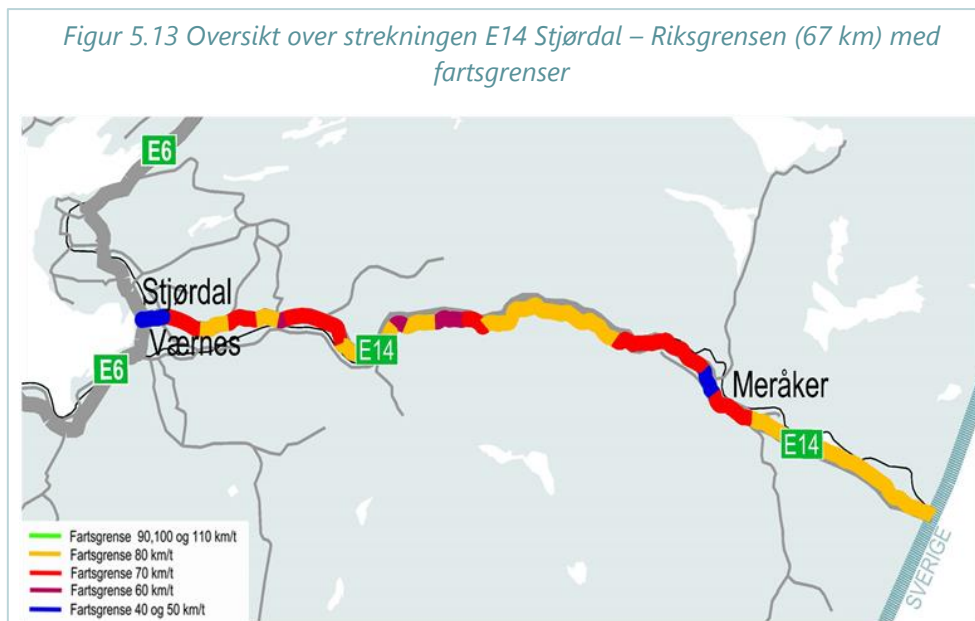 Figur 5.13 Oversikt over strekningen E14 Stjørdal – Riksgrensen (67 km) med
fartsgrenser
E6
Stjørdal
Værnes
E14
E6
Meråker
E14
Fartsgrense 90,100 og 110 km/t
Fartsgrense 80 km/t
Fartsgrense 70 km/t
Fartsgrense 60 km/t
Fartsgrense 40 og 50 km/t
SVERIGE